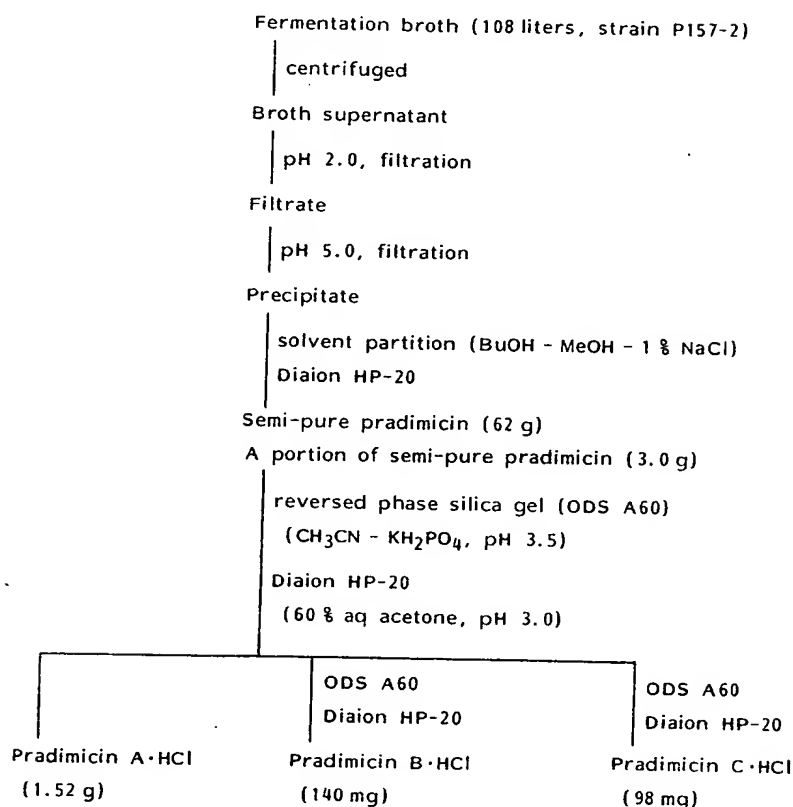 Fermentation broth (108 liters, strain P157-2)
centrifuged
Broth supernatant
pH 2.0, filtration
Filtrate
pH 5.0, filtration
Precipitate
solvent partition (BuOH - MeOH - 1 % NaCl)
Diaion HP-20
Semi-pure pradimicin (62 g)
A portion of semi-pure pradimicin (3.0 g)
reversed phase silica gel (ODS A60)
(CH₃CN - KH₂PO₄, pH 3.5)
Diaion HP-20
(60 % aq acetone, pH 3.0)
ODS A60
Diaion HP-20
ODS A60
Diaion HP-20
Pradimicin A·HCl
(1.52 g)
Pradimicin B·HCl
(140 mg)
Pradimicin C·HCl
(98 mg)